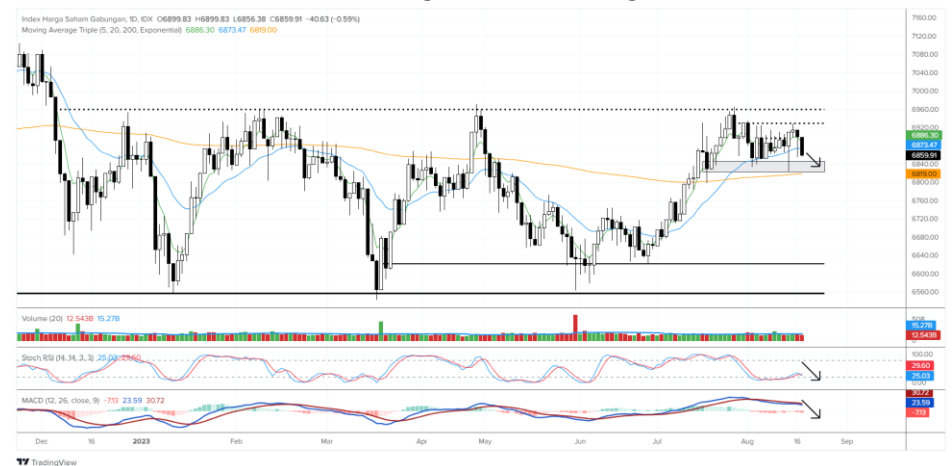 Index Harga Saham Gabungan, 1D, IDX O6899.83 H6899.83 L6856.38 C6859.91 -40.63 (-0.59%)
Moving Average Triple (5, 20, 200, Exponential) 6886.30 6873.47 6819.00
7160.00
7120.00
7080.00
7040.00
7000.00
6960.00
6920.00
6886.30
6873.47
6859.91
6840.00
6819.00
6800.00
6760.00
6720.00
6680.00
6640.00
6600.00
6560.00
Volume (20) 12.543B 15.27B
50B
15.27B
12.543B
Stoch RSI (14, 14, 3, 3) 25.03 29.60
100.00
29.60
25.03
0.00
MACD (12, 26, close, 9) -7.13 23.59 30.72
30.72
23.59
-7.13
Dec 16 2023 Feb Mar Apr May Jun Jul Aug 16 Sep
TradingView